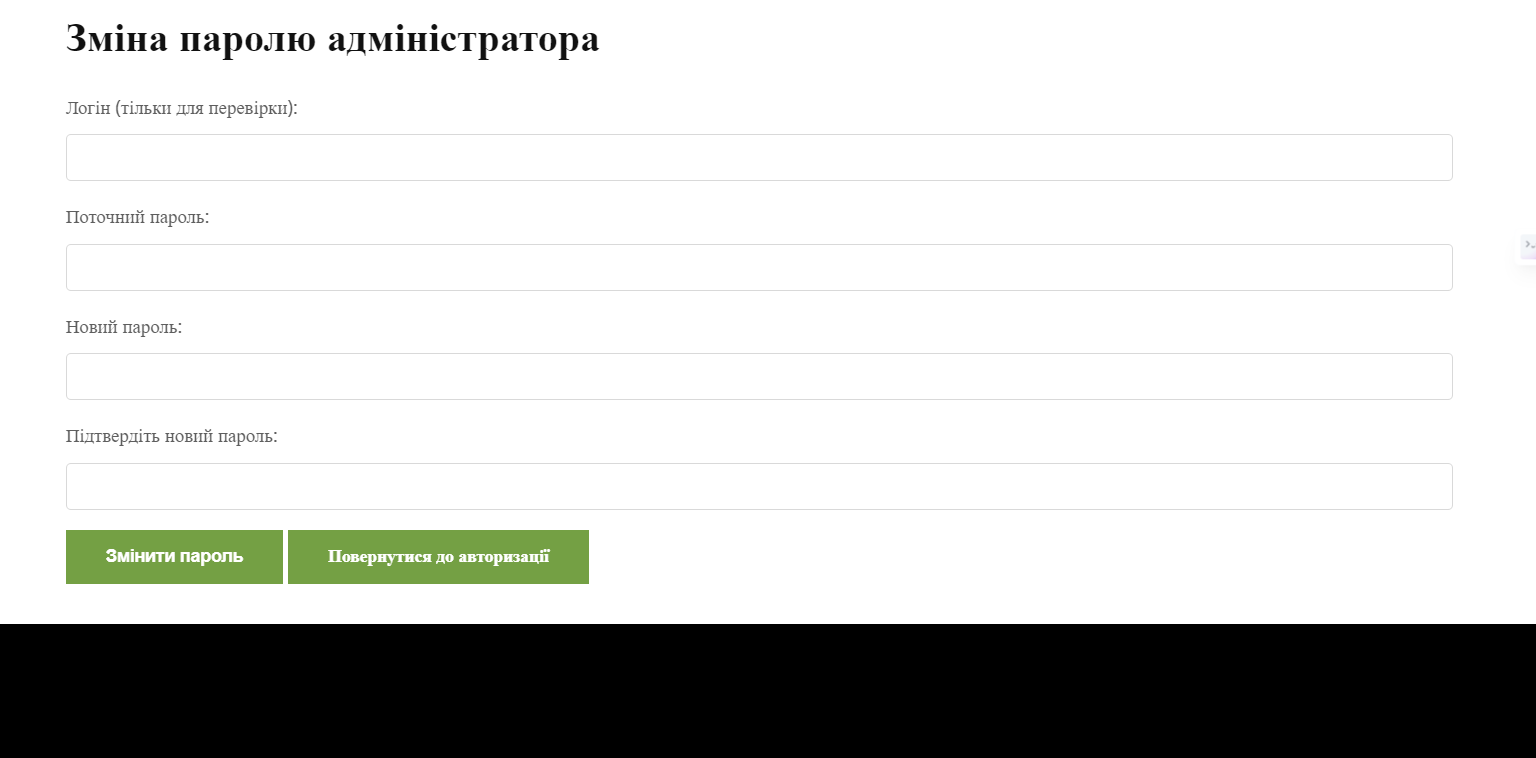 Зміна паролю адміністратора
Логін (тільки для перевірки):
Поточний пароль:
Новий пароль:
Підтвердіть новий пароль:
Змінити пароль Повернутися до авторизації